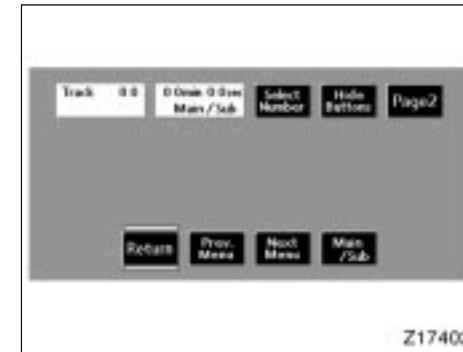 Track 0 0
0 0min 0 0sec
Main / Sub
Select
Number
Hide
Buttons
Page2
Return
Prev.
Menu
Next
Menu
Main
/Sub
Z17402